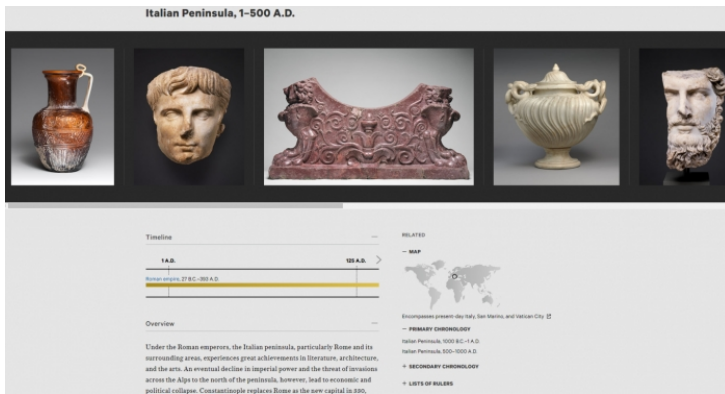 Italian Peninsula, 1–500 A.D.
Timeline
1 A.D.
125 A.D.
Roman empire, 27 B.C.–393 A.D.
Overview
Under the Roman emperors, the Italian peninsula, particularly Rome and its
surrounding areas, experiences great achievements in literature, architecture,
and the arts. An eventual decline in imperial power and the threat of invasions
across the Alps to the north of the peninsula, however, lead to economic and
political collapse. Constantinople replaces Rome as the new capital in 330,
RELATED
— MAP
Encompasses present-day Italy, San Marino, and Vatican City
— PRIMARY CHRONOLOGY
Italian Peninsula, 1000 B.C.–1 A.D.
Italian Peninsula, 500–1000 A.D.
+ SECONDARY CHRONOLOGY
+ LISTS OF RULERS